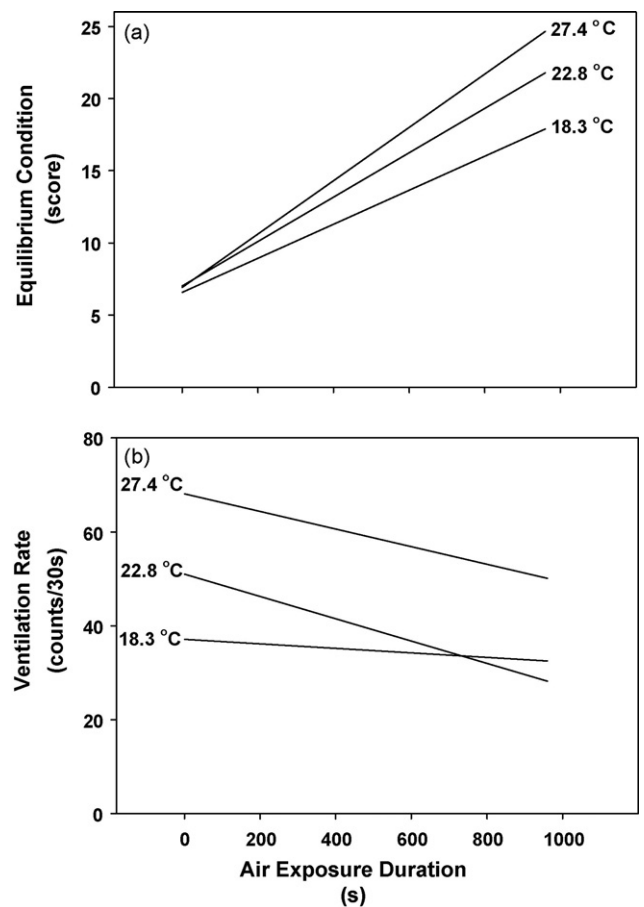 (a)
27.4 °C
22.8 °C
18.3 °C
25
20
15
10
5
0
Equilibrium Condition
(score)
(b)
27.4 °C
22.8 °C
18.3 °C
80
60
40
20
0
Ventilation Rate
(counts/30s)
0 200 400 600 800 1000
Air Exposure Duration
(s)